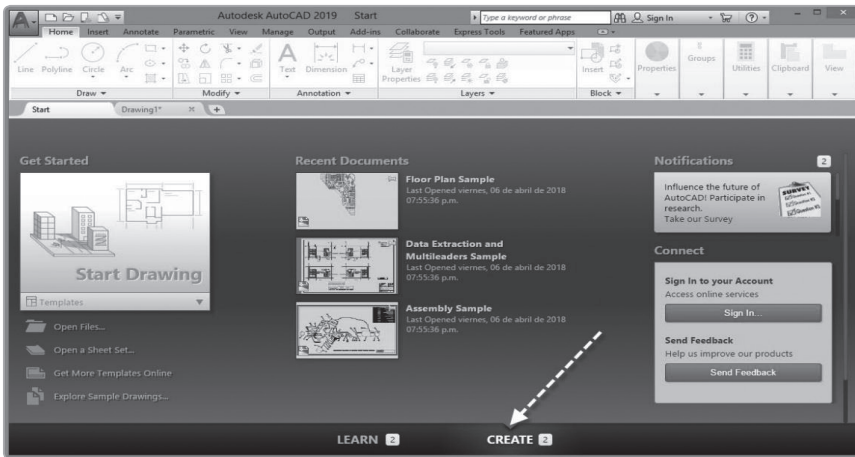 Autodesk AutoCAD 2019 Start
Type a keyword or phrase
Sign In
Home Insert Annotate Parametric View Manage Output Add-ins Collaborate Express Tools Featured Apps
Line Polyline Circle Arc
Text Dimension
Layer Properties
Insert
Properties
Groups
Utilities
Clipboard
View
Draw Modify Annotation Layers Block
Start Drawing1*
Get Started
Start Drawing
Templates
Open Files...
Open a Sheet Set...
Get More Templates Online
Explore Sample Drawings...
Recent Documents
Floor Plan Sample
Last Opened viernes, 06 de abril de 2018
07:55:36 p.m.
Data Extraction and
Multileaders Sample
Last Opened viernes, 06 de abril de 2018
07:55:36 p.m.
Assembly Sample
Last Opened viernes, 06 de abril de 2018
07:55:36 p.m.
Notifications 2
Influence the future of
AutoCAD! Participate in
research.
Take our Survey
SURVEY
Connect
Sign In to your Account
Access online services
Sign In...
Send Feedback
Help us improve our products
Send Feedback
LEARN 2 CREATE 2